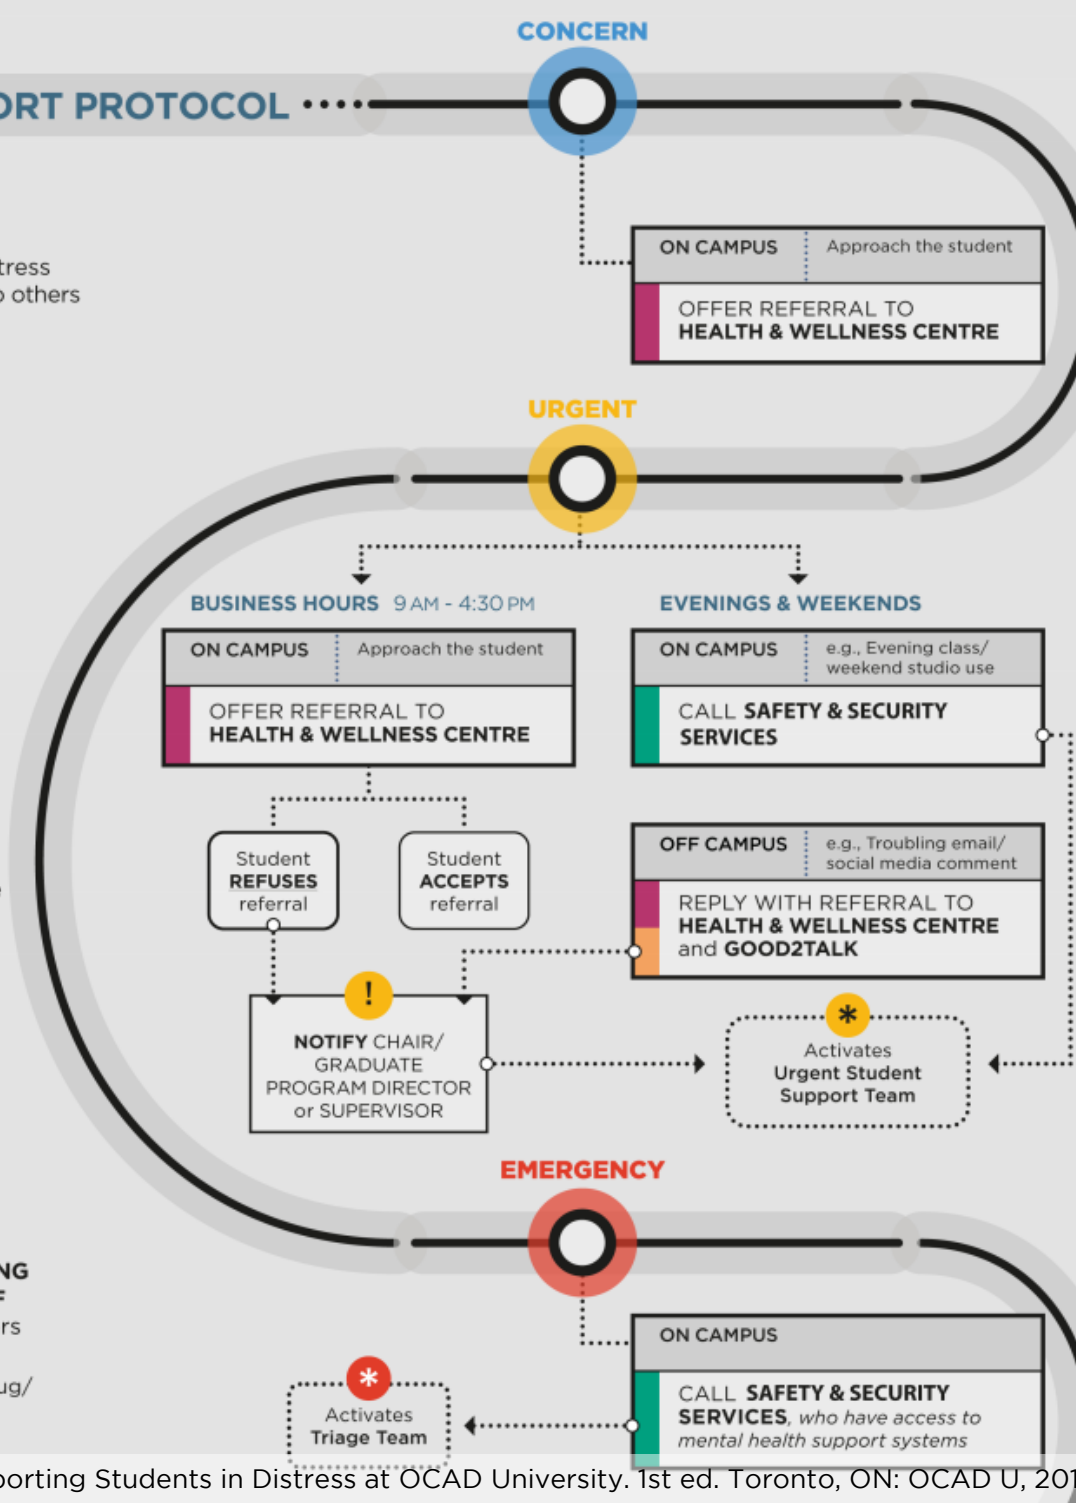 CONCERN
ORT PROTOCOL
ON CAMPUS
Approach the student
tress
others
OFFER REFERRAL TO
HEALTH & WELLNESS CENTRE
URGENT
BUSINESS HOURS 9 AM - 4:30 PM
ON CAMPUS
Approach the student
OFFER REFERRAL TO
HEALTH & WELLNESS CENTRE
Student
REFUSES
referral
Student
ACCEPTS
referral
EVENINGS & WEEKENDS
ON CAMPUS
e.g., Evening class/
weekend studio use
CALL SAFETY & SECURITY
SERVICES
OFF CAMPUS
e.g., Troubling email/
social media comment
REPLY WITH REFERRAL TO
HEALTH & WELLNESS CENTRE
and GOOD2TALK
!
NOTIFY CHAIR/
GRADUATE
PROGRAM DIRECTOR
or SUPERVISOR
*
Activates
Urgent Student
Support Team
EMERGENCY
NG
F
rs
ug/
ON CAMPUS
CALL SAFETY & SECURITY
SERVICES, who have access to
mental health support systems
*
Activates
Triage Team
porting Students in Distress at OCAD University. 1st ed. Toronto, ON: OCAD U, 201